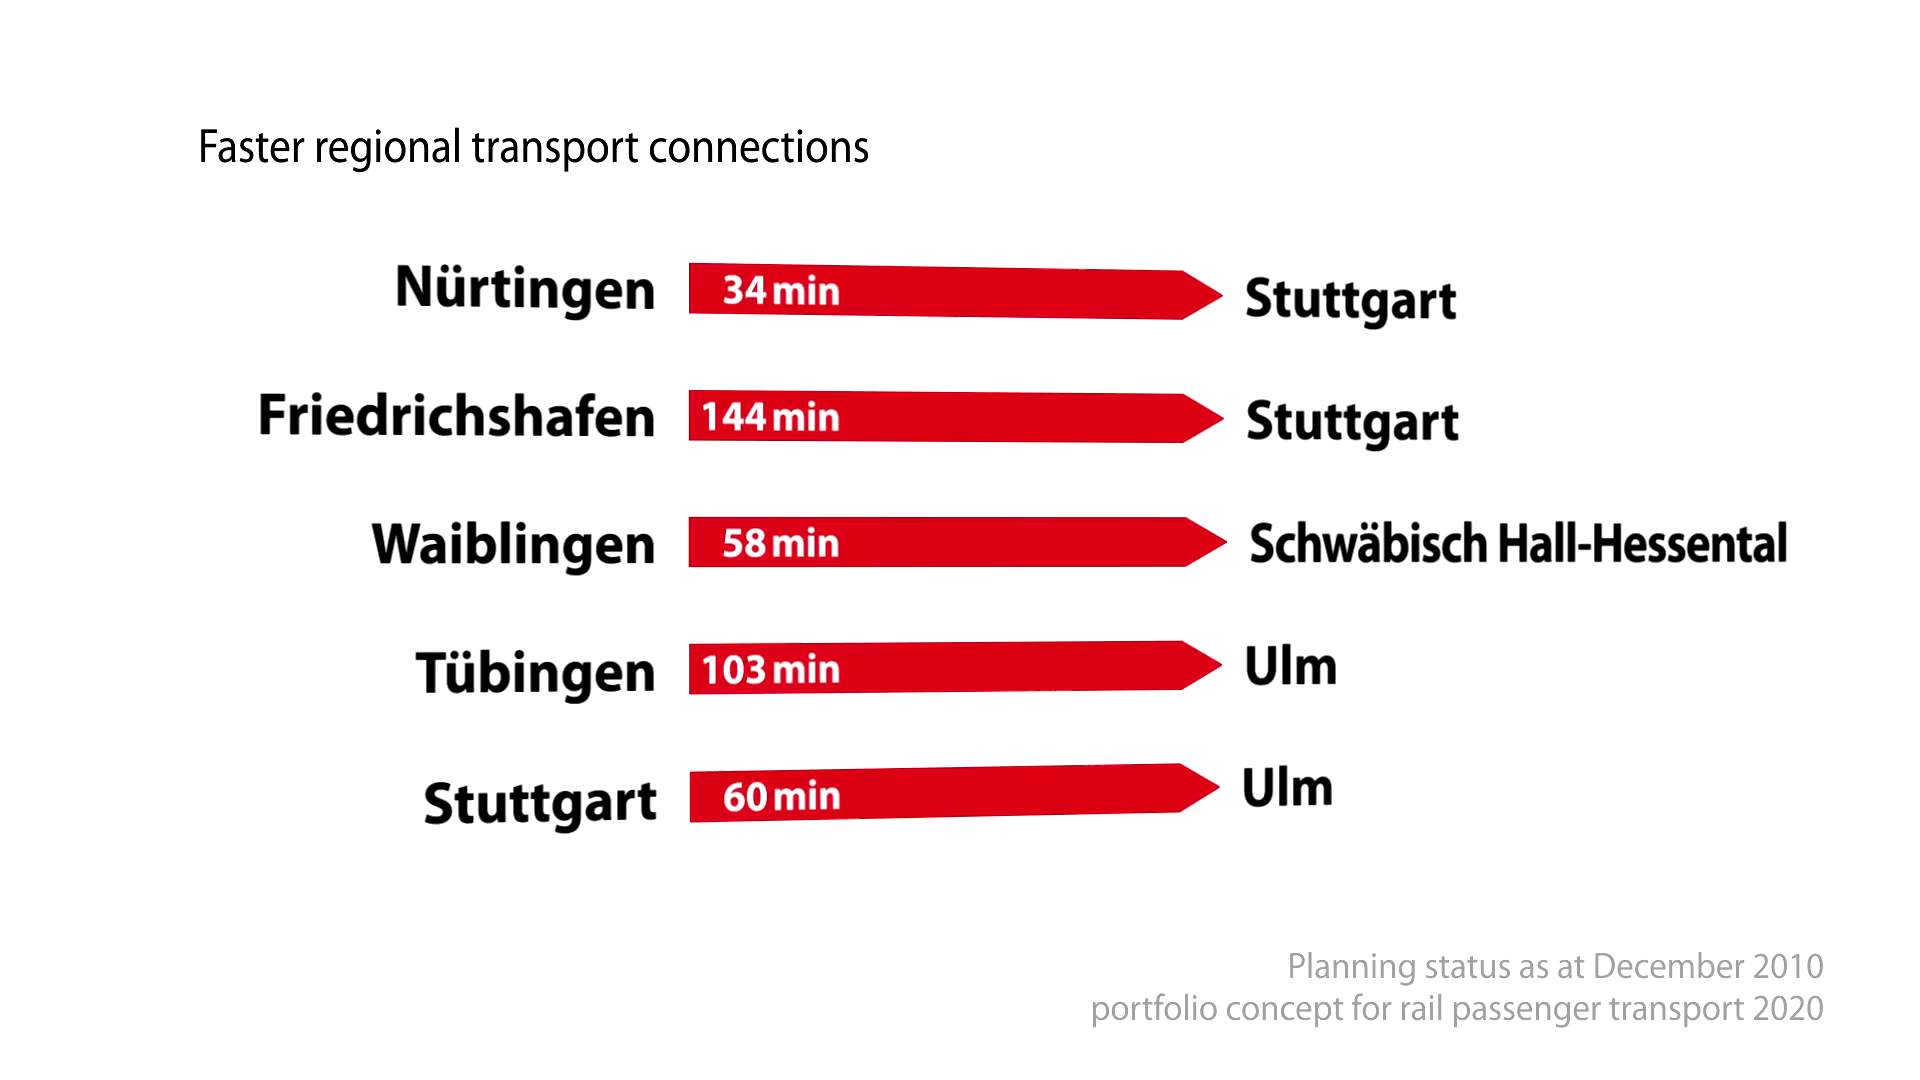 Faster regional transport connections
Nürtingen 34 min Stuttgart
Friedrichshafen 144 min Stuttgart
Waiblingen 58 min Schwäbisch Hall-Hessental
Tübingen 103 min Ulm
Stuttgart 60 min Ulm
Planning status as at December 2010
portfolio concept for rail passenger transport 2020